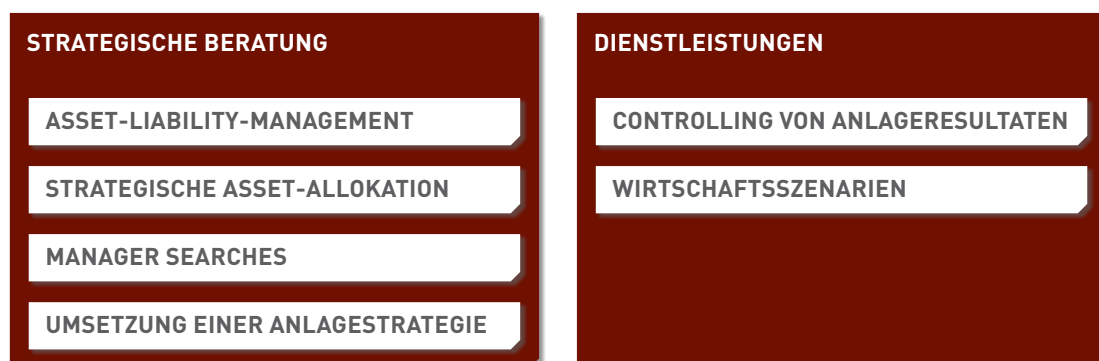 STRATEGISCHE BERATUNG
ASSET-LIABILITY-MANAGEMENT
STRATEGISCHE ASSET-ALLOKATION
MANAGER SEARCHES
UMSETZUNG EINER ANLAGESTRATEGIE
DIENSTLEISTUNGEN
CONTROLLING VON ANLAGERESULTATEN
WIRTSCHAFTSSZENARIEN